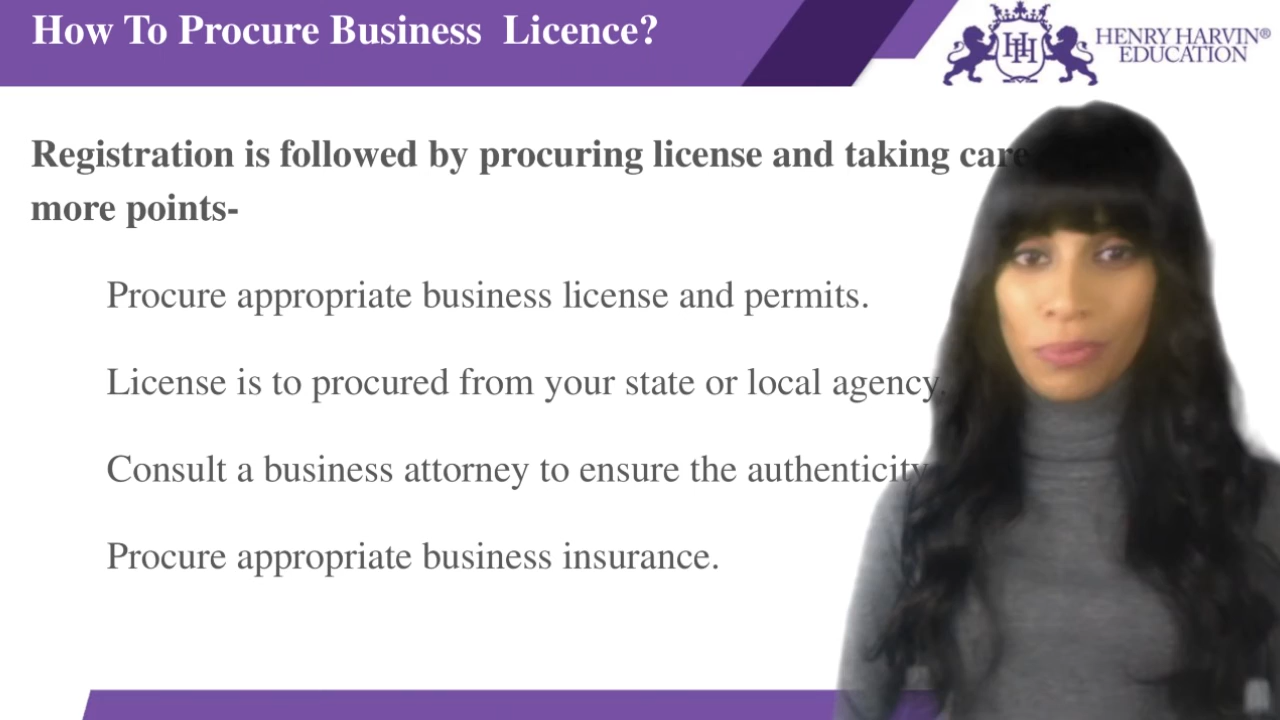 How To Procure Business Licence?
HENRY HARVIN®
EDUCATION
Registration is followed by procuring license and taking care
more points-
Procure appropriate business license and permits.
License is to procured from your state or local agency.
Consult a business attorney to ensure the authenticity
Procure appropriate business insurance.